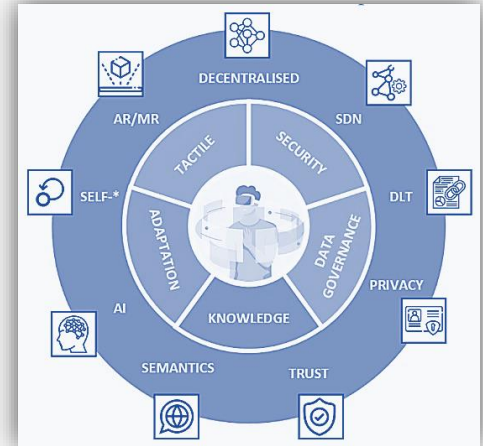 DECENTRALISED
SDN
DLT
PRIVACY
TRUST
SEMANTICS
AI
SELF-*
AR/MR
TACTILE
SECURITY
DATA
GOVERNANCE
KNOWLEDGE
ADAPTATION